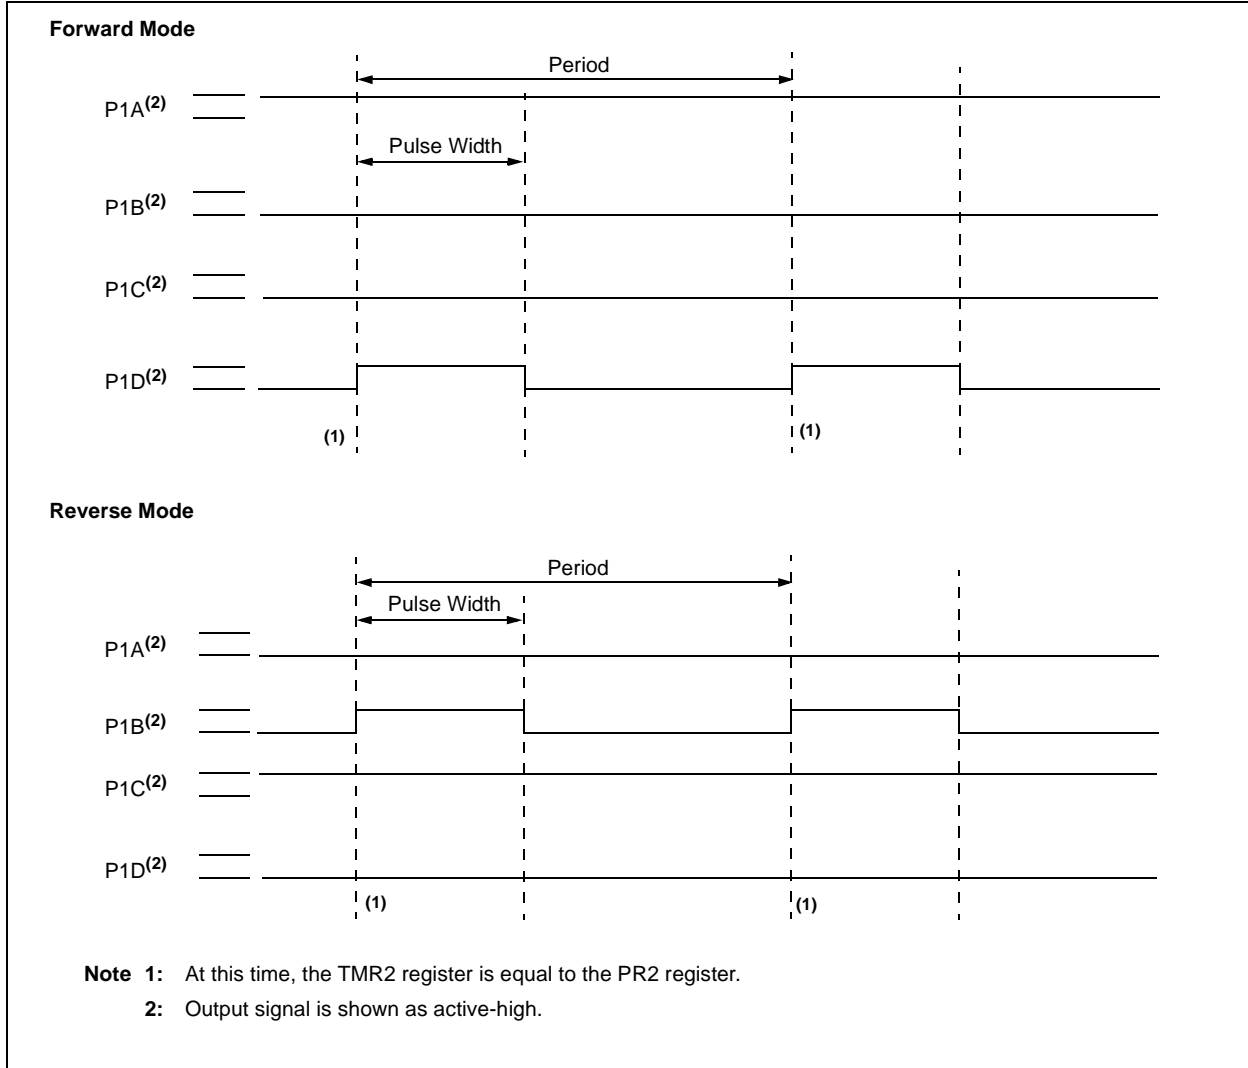 Forward Mode
Period
P1A(2)
Pulse Width
P1B(2)
P1C(2)
P1D(2)
(1)
(1)
Reverse Mode
Period
Pulse Width
P1A(2)
P1B(2)
P1C(2)
P1D(2)
(1)
(1)
Note 1: At this time, the TMR2 register is equal to the PR2 register.
2: Output signal is shown as active-high.